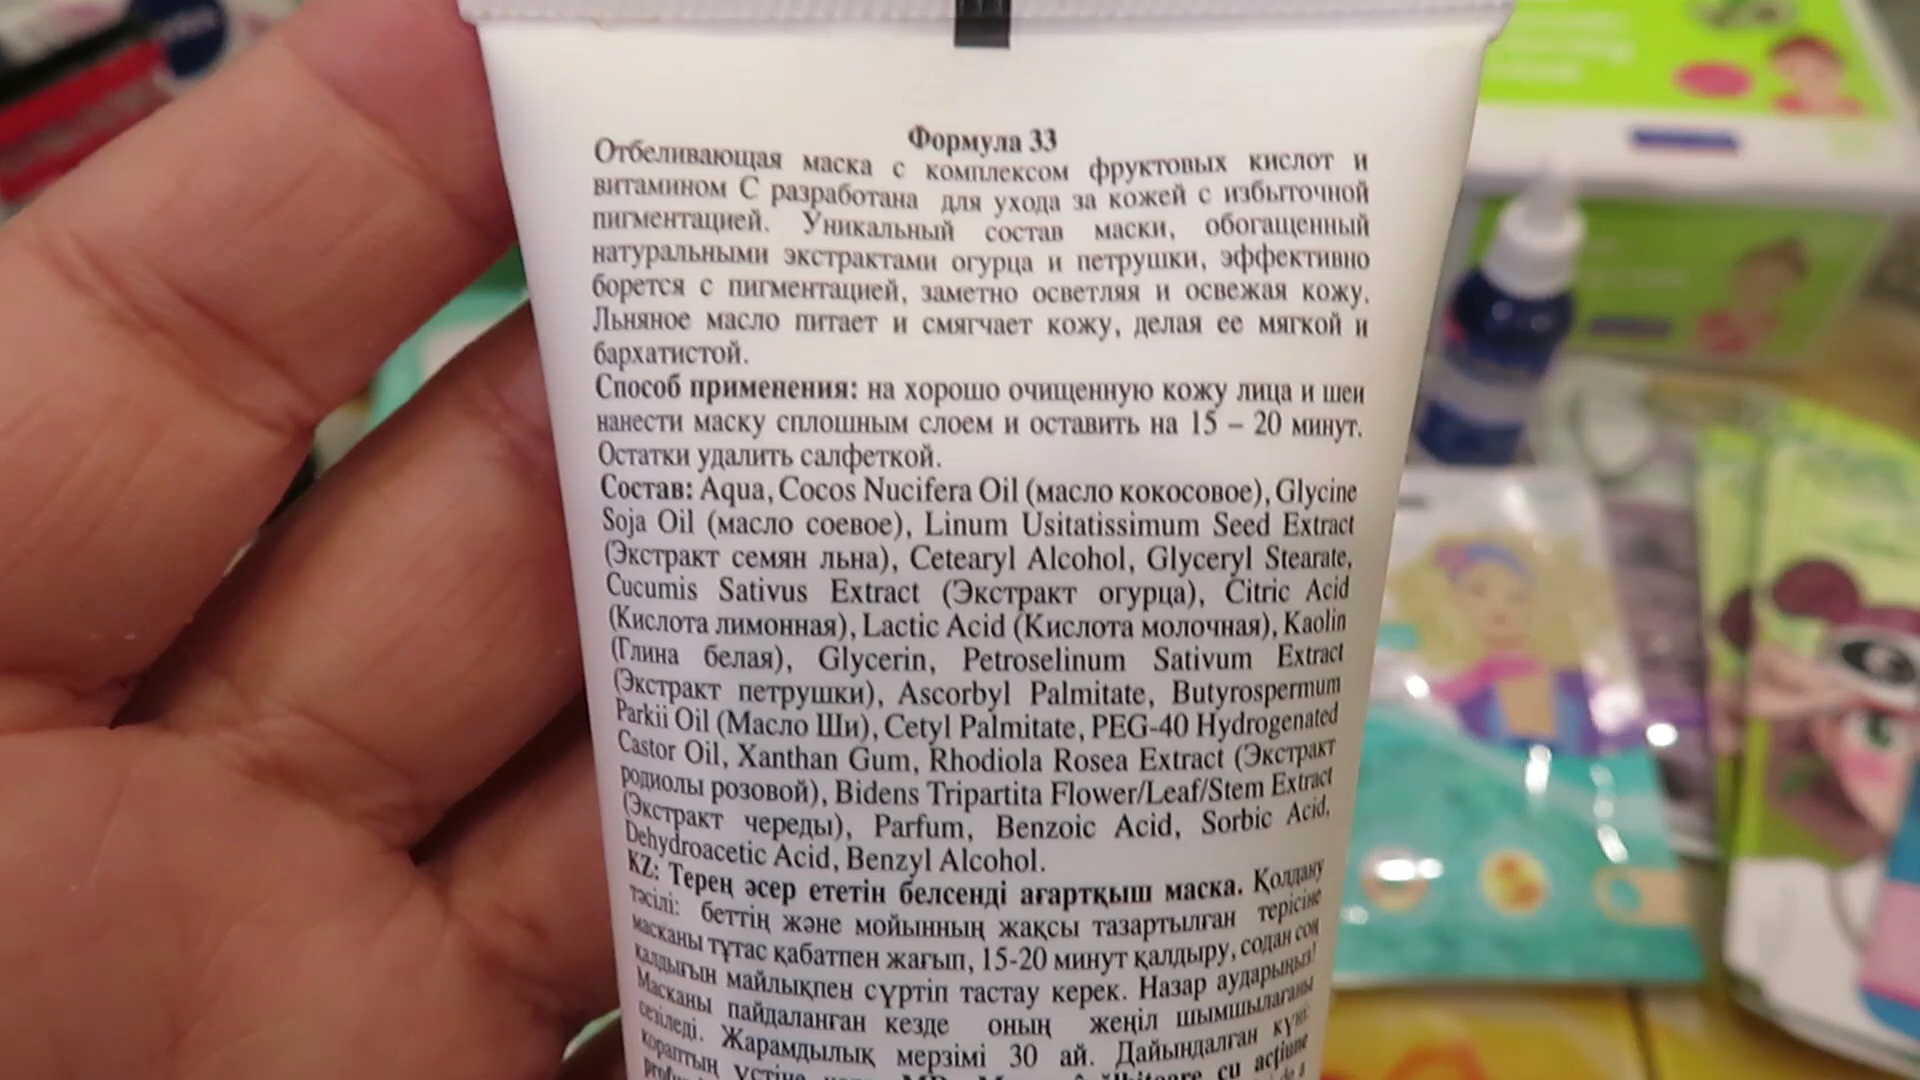 Формула 33
Отбеливающая маска с комплексом фруктовых кислот и
витамином С разработана для ухода за кожей с избыточной
пигментацией. Уникальный состав маски, обогащенный
натуральными экстрактами огурца и петрушки, эффективно
борется с пигментацией, заметно осветляя и освежая кожу.
Льняное масло питает и смягчает кожу, делая ее мягкой и
бархатистой.
Способ применения: на хорошо очищенную кожу лица и шеи
нанести маску сплошным слоем и оставить на 15 – 20 минут.
Остатки удалить салфеткой.
Состав: Aqua, Cocos Nucifera Oil (масло кокосовое), Glycine
Soja Oil (масло соевое), Linum Usitatissimum Seed Extract
(Экстракт семян льна), Cetearyl Alcohol, Glyceryl Stearate,
Cucumis Sativus Extract (Экстракт огурца), Citric Acid
(Кислота лимонная), Lactic Acid (Кислота молочная), Kaolin
(Глина белая), Glycerin, Petroselinum Sativum Extract
(Экстракт петрушки), Ascorbyl Palmitate, Butyrospermum
Parkii Oil (Масло Ши), Cetyl Palmitate, PEG-40 Hydrogenated
Castor Oil, Xanthan Gum, Rhodiola Rosea Extract (Экстракт
родиолы розовой), Bidens Tripartita Flower/Leaf/Stem Extract
(Экстракт череды), Parfum, Benzoic Acid, Sorbic Acid,
Dehydroacetic Acid, Benzyl Alcohol.
KZ: Терең әсер ететін белсенді ағартқыш маска. Қолдану
тәсілі: беттің және мойынның жақсы тазартылған терісіне
масканы тұтас қабатпен жағып, 15-20 минут қалдыру, содан соң
қалдығын майлықпен сүртіп тастау керек. Назар аударыңыз!
Масканы пайдаланған кезде оның жеңіл шымшылағаны
сезіледі. Жарамдылық мерзімі 30 ай. Дайындалған күні
қораптың үстіне cu acțiune